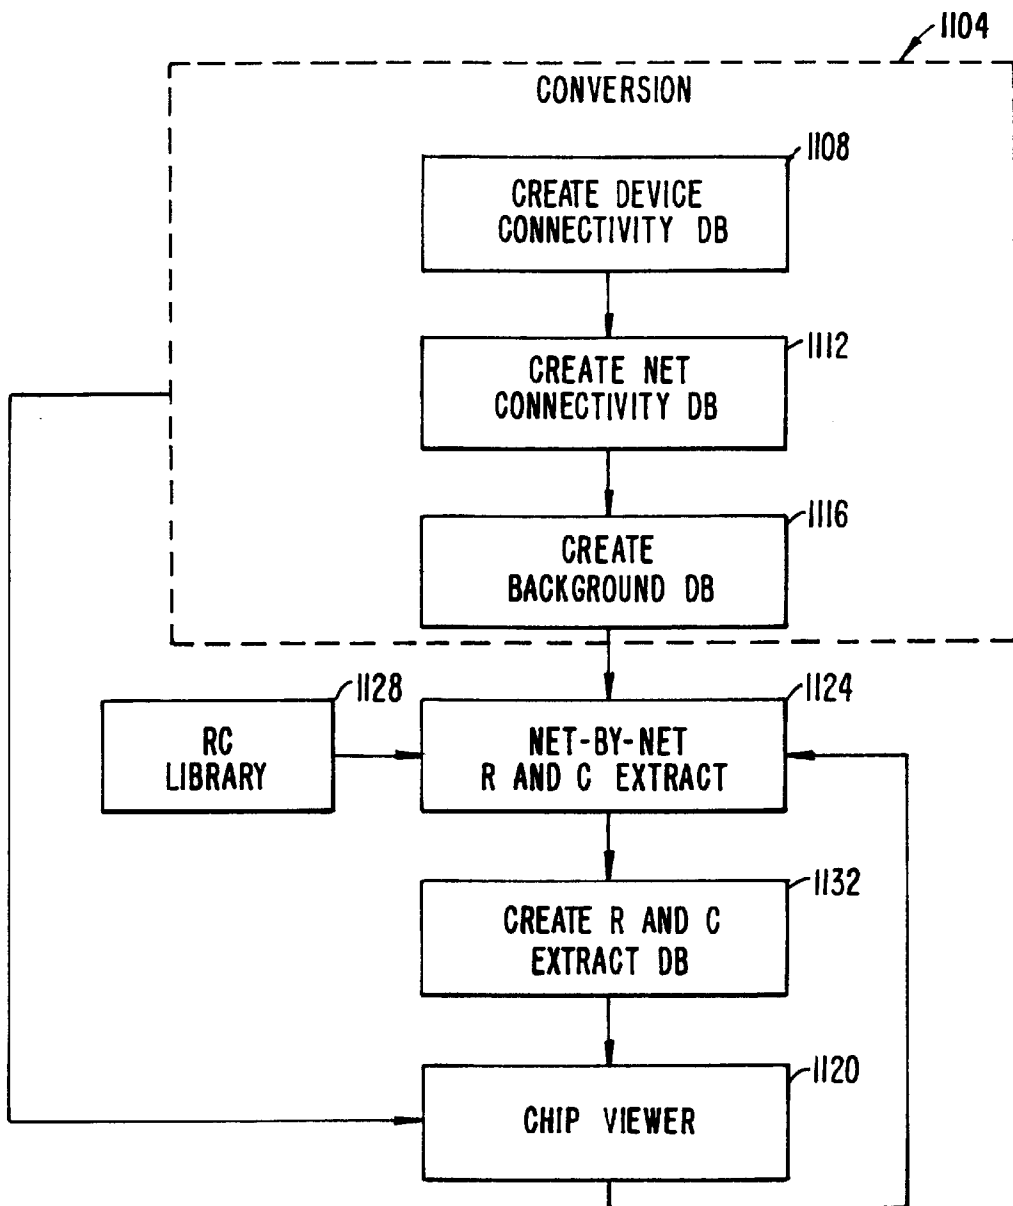 1104
CONVERSION
1108
CREATE DEVICE
CONNECTIVITY DB
1112
CREATE NET
CONNECTIVITY DB
1116
CREATE
BACKGROUND DB
1128
RC
LIBRARY
1124
NET-BY-NET
R AND C EXTRACT
1132
CREATE R AND C
EXTRACT DB
1120
CHIP VIEWER